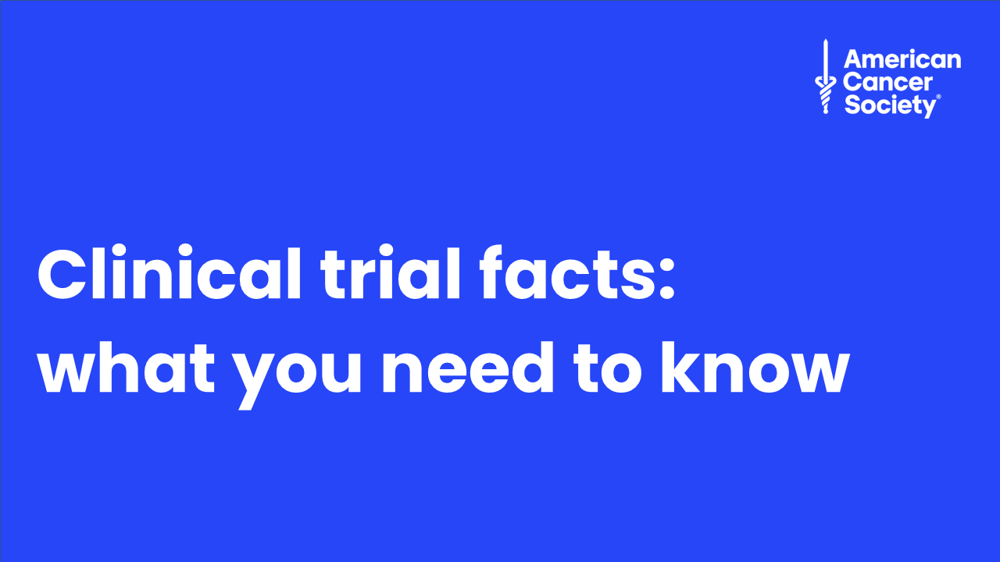 American
Cancer
Society®
Clinical trial facts:
what you need to know